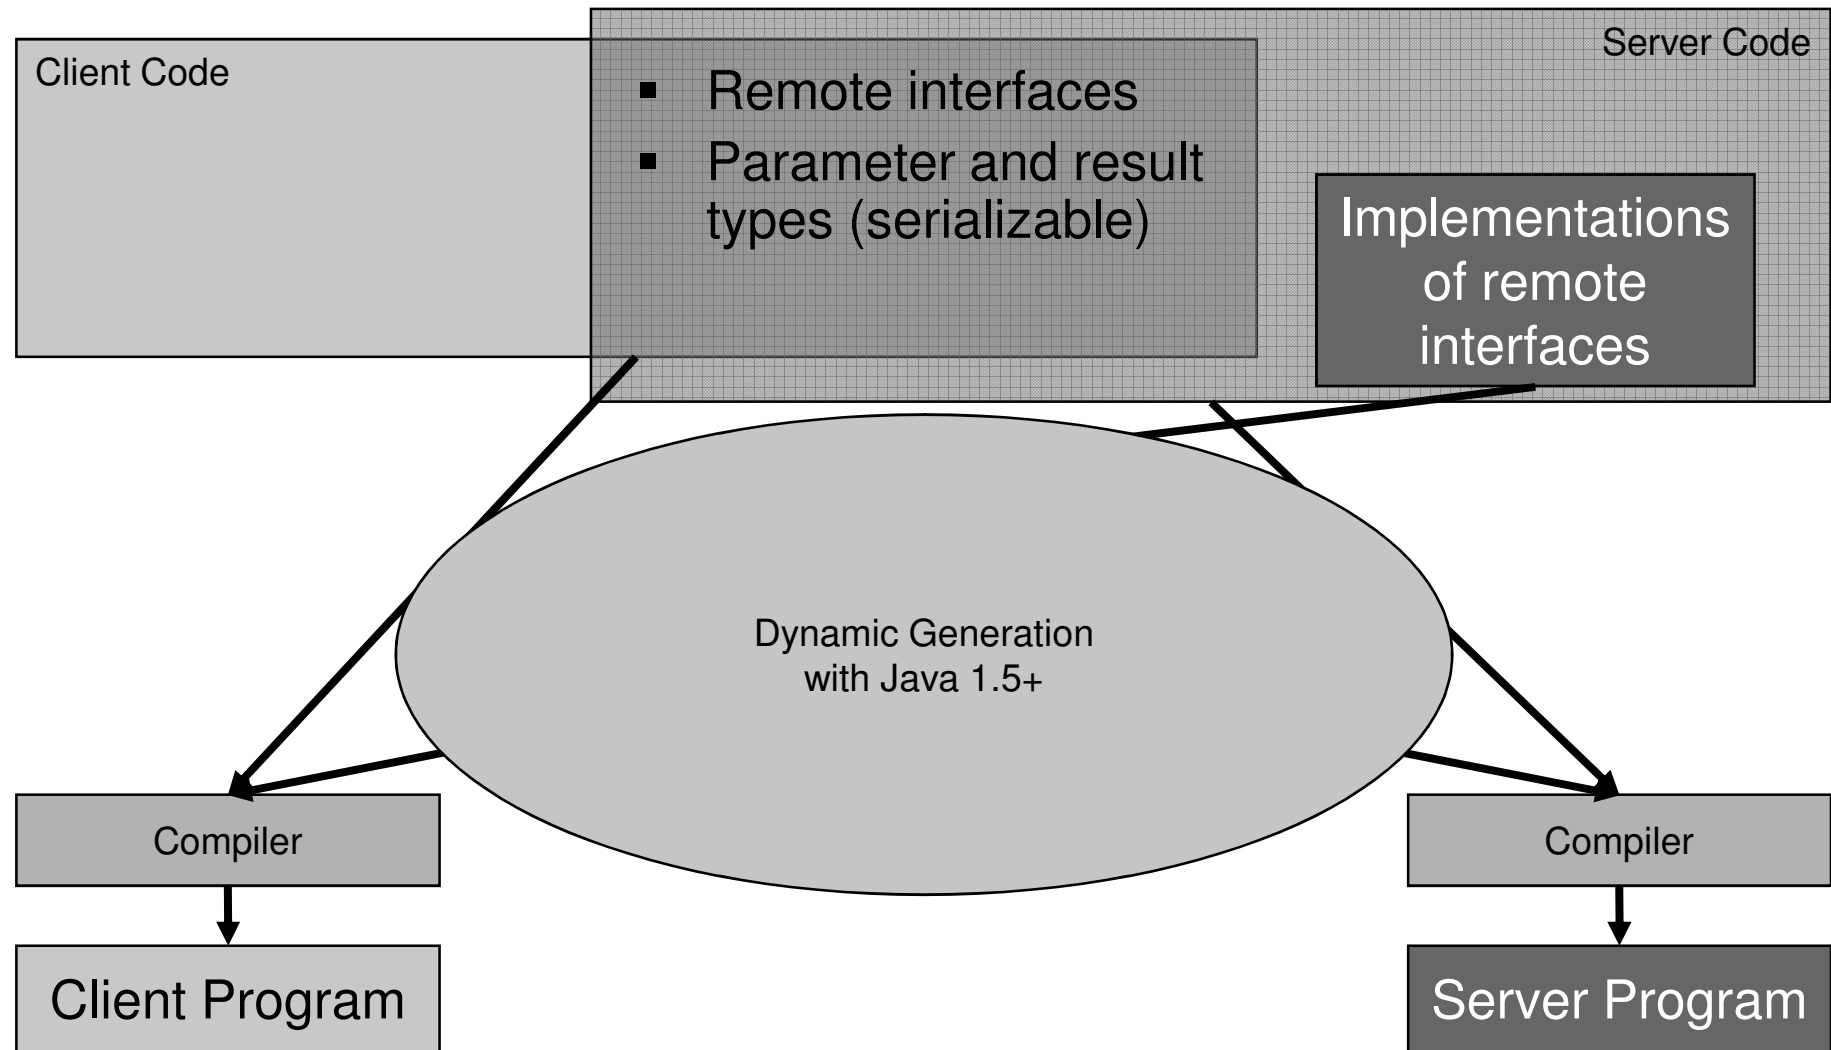 Client Code
Server Code
▪ Remote interfaces
▪ Parameter and result
types (serializable)
Implementations
of remote
interfaces
Dynamic Generation
with Java 1.5+
Compiler
Compiler
Client Program
Server Program